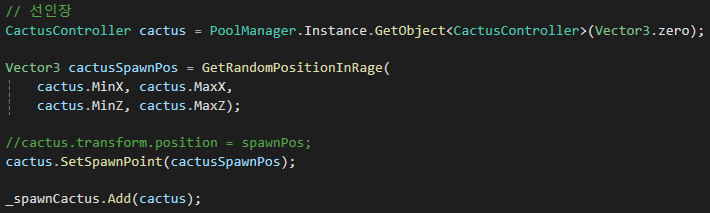 // 선인장
CactusController cactus = PoolManager.Instance.GetObject<CactusController>(Vector3.zero);
Vector3 cactusSpawnPos = GetRandomPositionInRage(
cactus.MinX, cactus.MaxX,
cactus.MinZ, cactus.MaxZ);
//cactus.transform.position = spawnPos;
cactus.SetSpawnPoint(cactusSpawnPos);
_spawnCactus.Add(cactus);